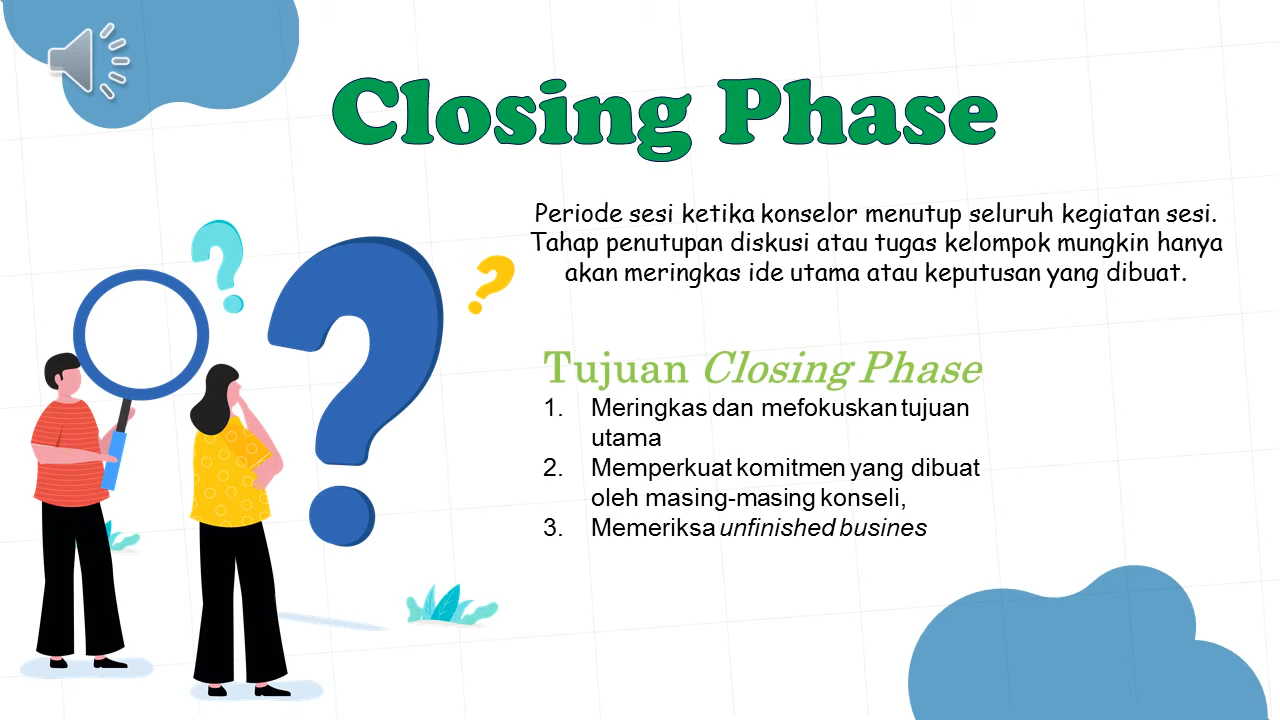 Closing Phase
Periode sesi ketika konselor menutup seluruh kegiatan sesi.
Tahap penutupan diskusi atau tugas kelompok mungkin hanya
akan meringkas ide utama atau keputusan yang dibuat.
Tujuan Closing Phase
1. Meringkas dan mefokuskan tujuan
utama
2. Memperkuat komitmen yang dibuat
oleh masing-masing konseli,
3. Memeriksa unfinished busines